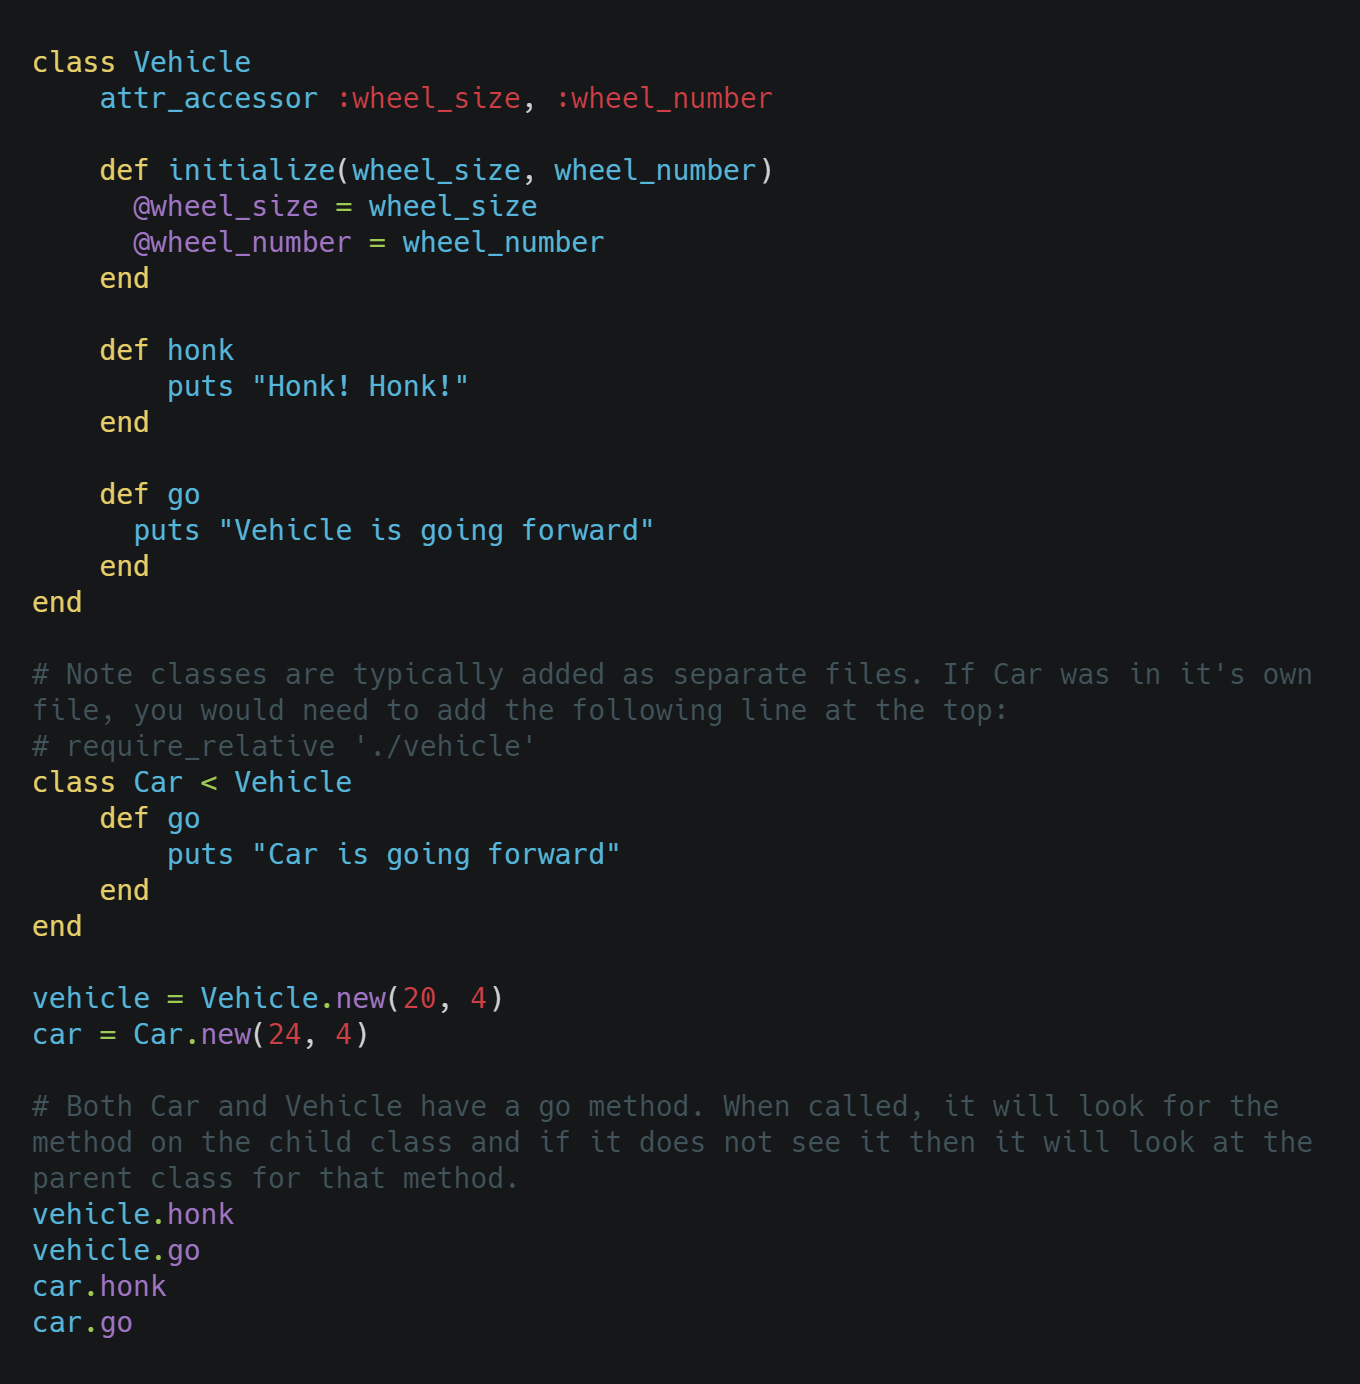 class Vehicle
    attr_accessor :wheel_size, :wheel_number

    def initialize(wheel_size, wheel_number)
      @wheel_size = wheel_size
      @wheel_number = wheel_number
    end

    def honk
        puts "Honk! Honk!"
    end

    def go
      puts "Vehicle is going forward"
    end
end

# Note classes are typically added as separate files. If Car was in it's own
file, you would need to add the following line at the top:
# require_relative './vehicle'
class Car < Vehicle
    def go
        puts "Car is going forward"
    end
end

vehicle = Vehicle.new(20, 4)
car = Car.new(24, 4)

# Both Car and Vehicle have a go method. When called, it will look for the
method on the child class and if it does not see it then it will look at the
parent class for that method.
vehicle.honk
vehicle.go
car.honk
car.go